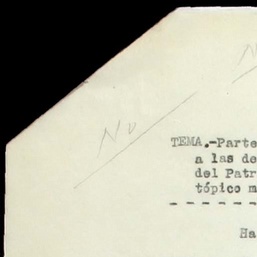 No
TEMA.-Parte
a las de
del Patr
tópico m
- - - - - - -
Ha